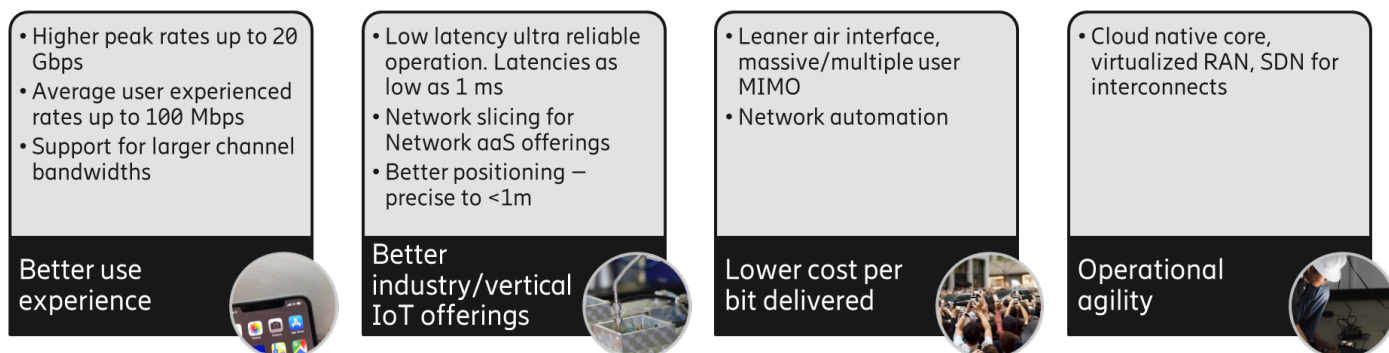 • Higher peak rates up to 20
Gbps
• Average user experienced
rates up to 100 Mbps
• Support for larger channel
bandwidths
Better use
experience
• Low latency ultra reliable
operation. Latencies as
low as 1 ms
• Network slicing for
Network aaS offerings
• Better positioning —
precise to <1m
Better
industry/vertical
IoT offerings
• Leaner air interface,
massive/multiple user
MIMO
• Network automation
Lower cost per
bit delivered
• Cloud native core,
virtualized RAN, SDN for
interconnects
Operational
agility